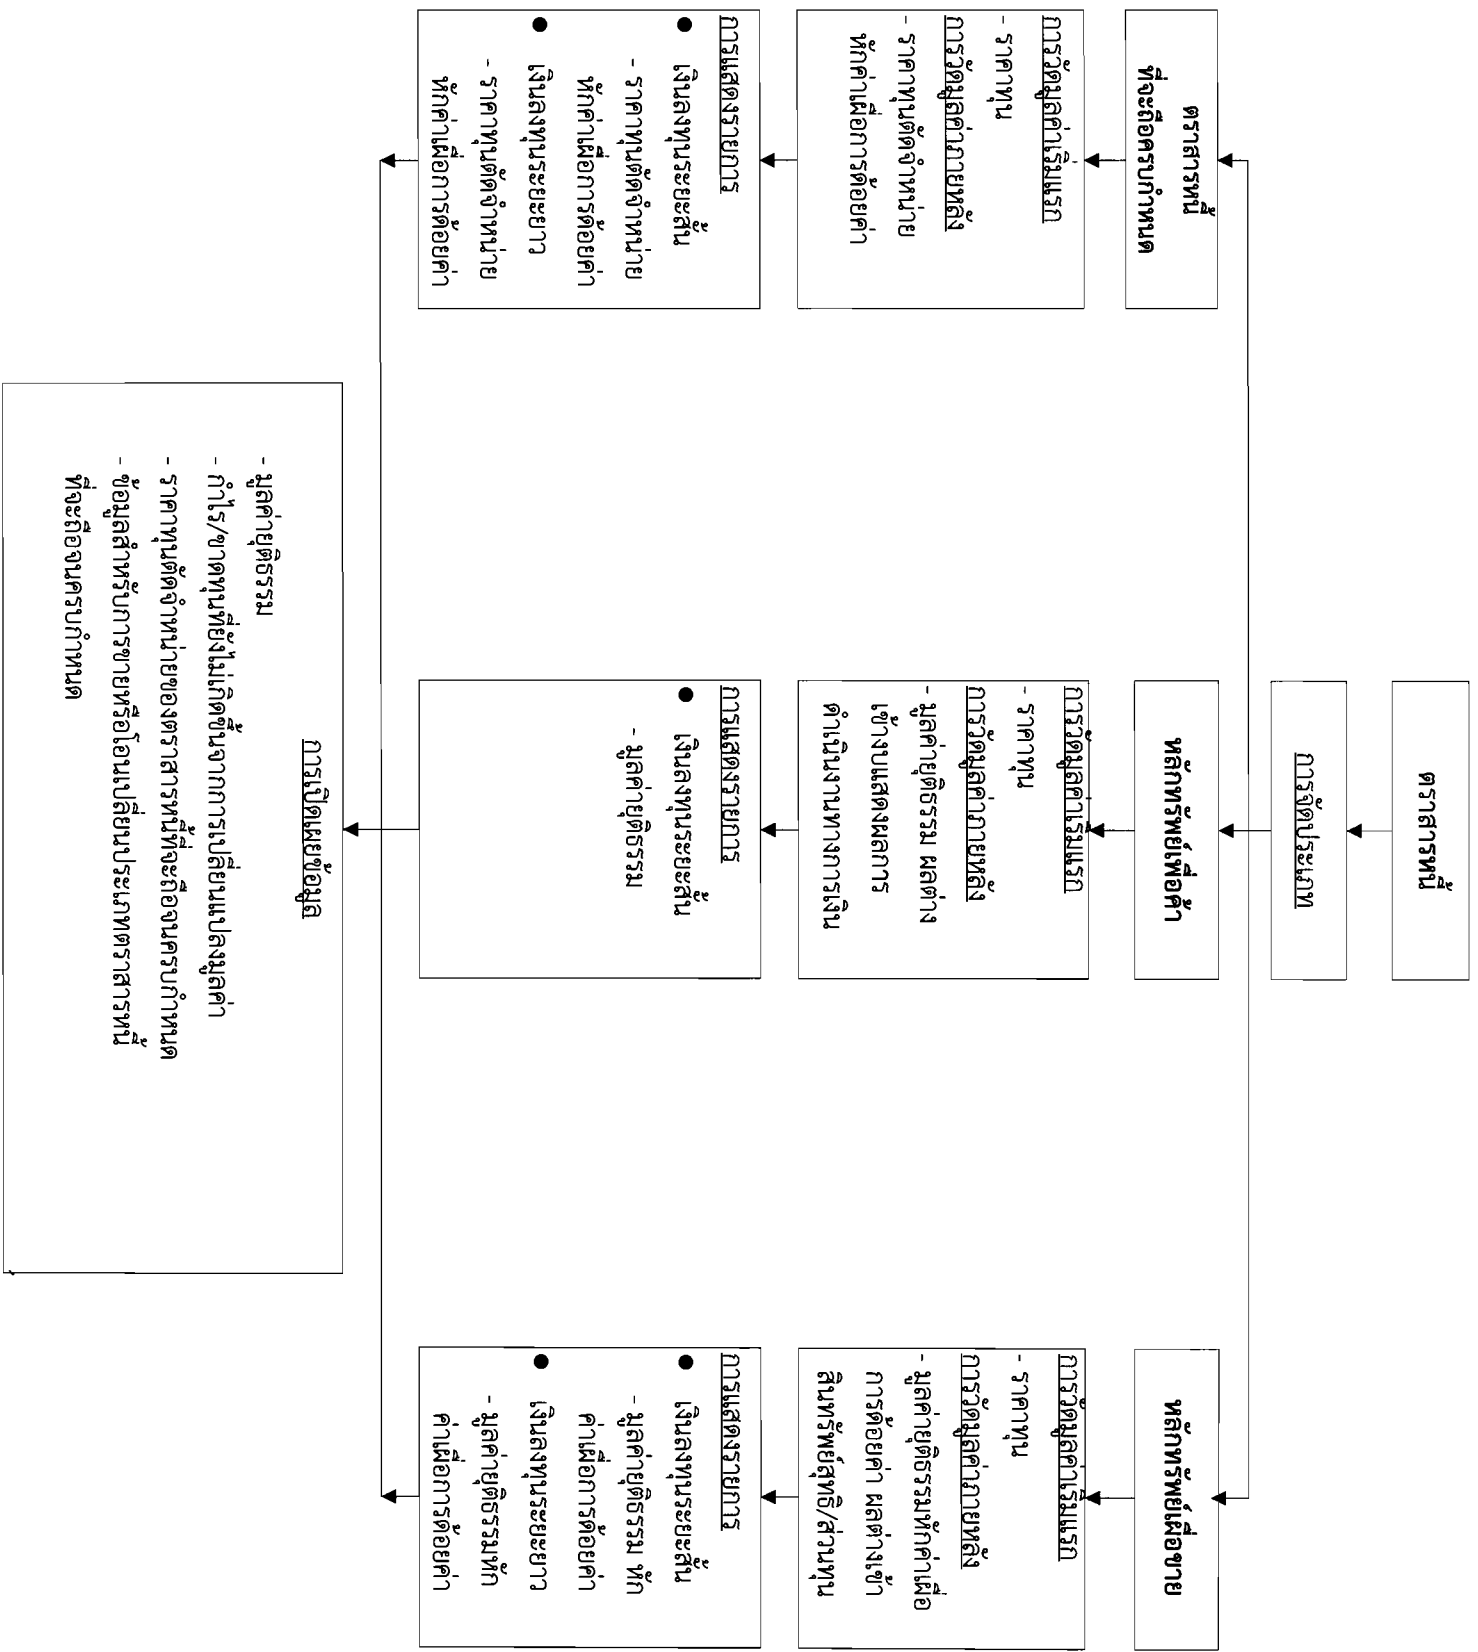 ตราสารหนี้
การจัดประเภท
ตราสารหนี้
ที่จะถือครบกำหนด
การวัดมูลค่าเริ่มแรก
- ราคาทุน
การวัดมูลค่าภายหลัง
- ราคาทุนตัดจำหน่าย
หักค่าเผื่อการด้อยค่า
การแสดงรายการ
● เงินลงทุนระยะสั้น
- ราคาทุนตัดจำหน่าย
หักค่าเผื่อการด้อยค่า
● เงินลงทุนระยะยาว
- ราคาทุนตัดจำหน่าย
หักค่าเผื่อการด้อยค่า
หลักทรัพย์เพื่อค้า
การวัดมูลค่าเริ่มแรก
- ราคาทุน
การวัดมูลค่าภายหลัง
- มูลค่ายุติธรรม ผลต่าง
เข้างบแสดงผลการ
ดำเนินงานทางการเงิน
การแสดงรายการ
● เงินลงทุนระยะสั้น
- มูลค่ายุติธรรม
หลักทรัพย์เผื่อขาย
การวัดมูลค่าเริ่มแรก
- ราคาทุน
การวัดมูลค่าภายหลัง
- มูลค่ายุติธรรมหักค่าเผื่อ
การด้อยค่า ผลต่างเข้า
สินทรัพย์สุทธิ/ส่วนทุน
การแสดงรายการ
● เงินลงทุนระยะสั้น
- มูลค่ายุติธรรม หัก
ค่าเผื่อการด้อยค่า
● เงินลงทุนระยะยาว
- มูลค่ายุติธรรมหัก
ค่าเผื่อการด้อยค่า
การเปิดเผยข้อมูล
- มูลค่ายุติธรรม
- กำไร/ขาดทุนที่ยังไม่เกิดขึ้นจากการเปลี่ยนแปลงมูลค่า
- ราคาทุนตัดจำหน่ายของตราสารหนี้ที่จะถือจนครบกำหนด
- ข้อมูลสำหรับการขายหรือโอนเปลี่ยนประเภทตราสารหนี้
ที่จะถือจนครบกำหนด